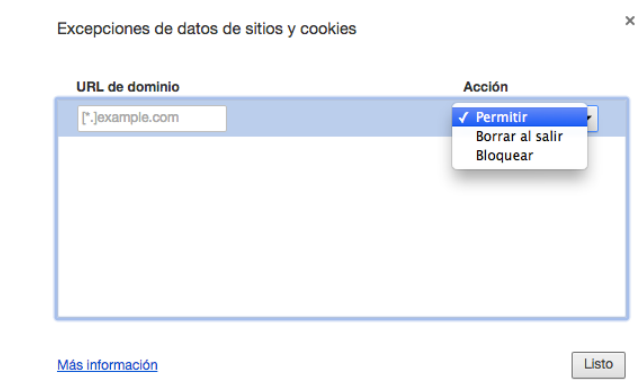 Excepciones de datos de sitios y cookies
×
URL de dominio Acción
[*.]example.com ✓ Permitir
Borrar al salir
Bloquear
Más información Listo